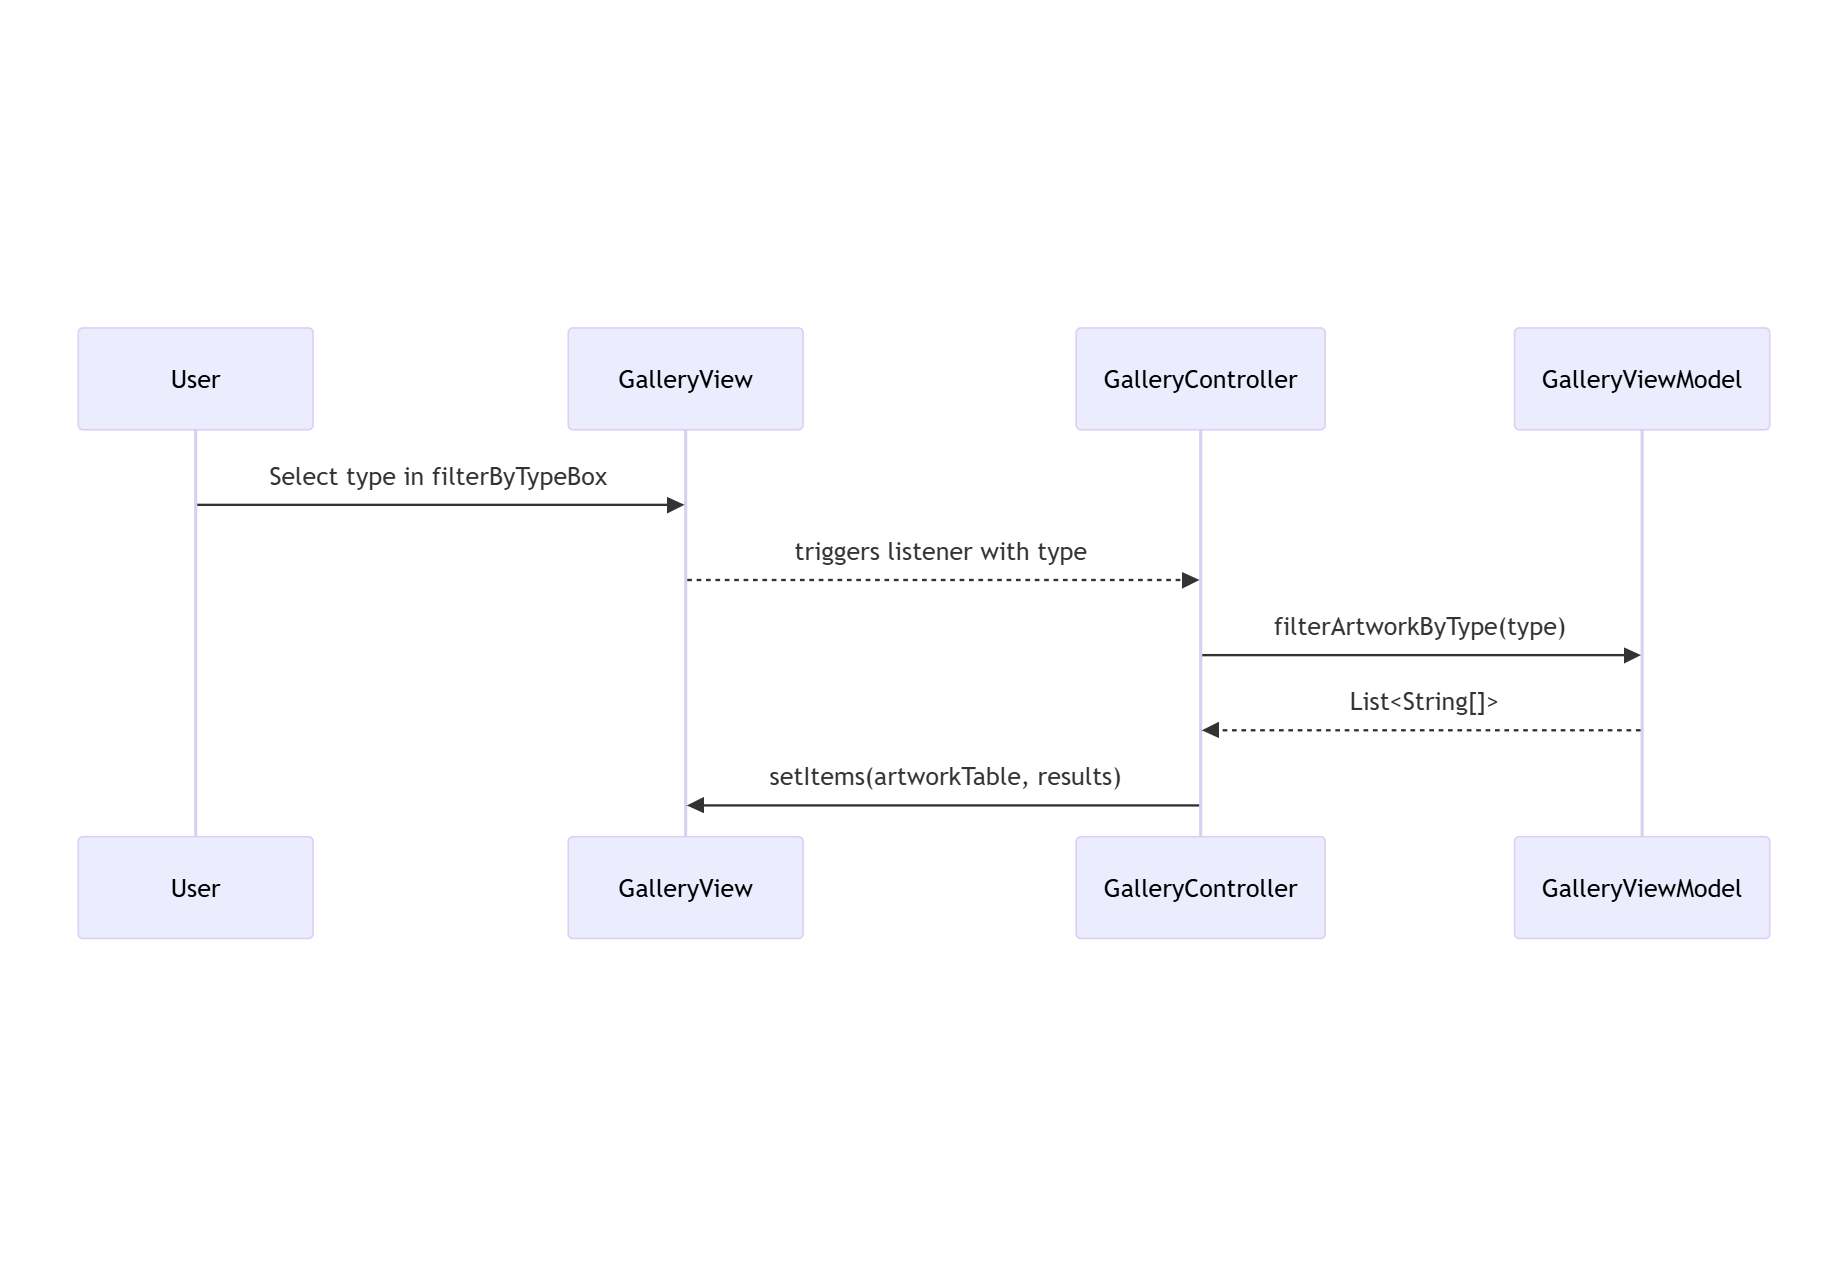 User
GalleryView
GalleryController
GalleryViewModel
Select type in filterByTypeBox
triggers listener with type
filterArtworkByType(type)
List<String[]>
setItems(artworkTable, results)
User
GalleryView
GalleryController
GalleryViewModel